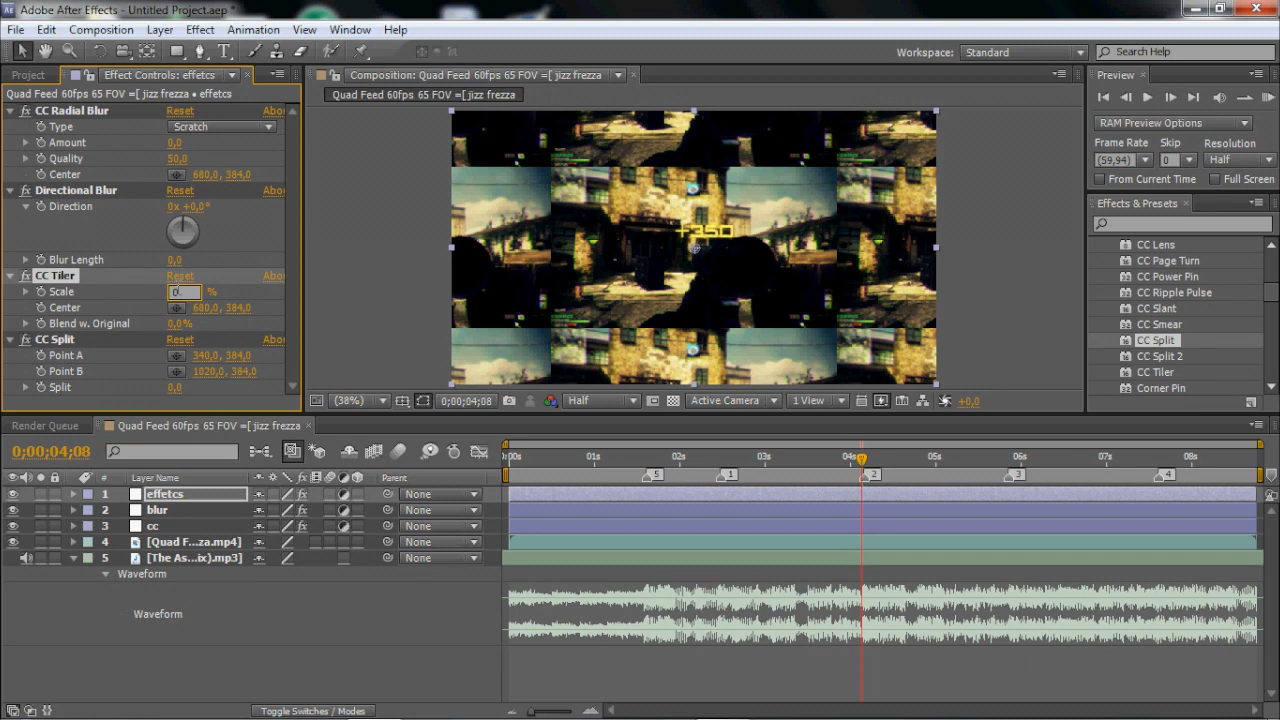 Adobe After Effects - Untitled Project.aep *
File Edit Composition Layer Effect Animation View Window Help
Workspace: Standard Search Help
Project Effect Controls: effetcs
Quad Feed 60fps 65 FOV =[ jizz frezza • effetcs
CC Radial Blur Reset Abou
Type Scratch
Amount 0,0
Quality 50,0
Center 680,0, 384,0
Directional Blur Reset Abou
Direction 0x +0,0°
Blur Length 0,0
CC Tiler Reset Abou
Scale 0 %
Center 680,0, 384,0
Blend w. Original 0,0%
CC Split Reset Abou
Point A 340,0, 384,0
Point B 1020,0, 384,0
Split 0,0
Composition: Quad Feed 60fps 65 FOV =[ jizz frezza
Quad Feed 60fps 65 FOV =[ jizz frezza
+350
(38%) 0;00;04;08 Half Active Camera 1 View +0,0
Preview
RAM Preview Options
Frame Rate Skip Resolution
(59,94) 0 Half
From Current Time Full Screen
Effects & Presets
CC Lens
CC Page Turn
CC Power Pin
CC Ripple Pulse
CC Slant
CC Smear
CC Split
CC Split 2
CC Tiler
Corner Pin
Render Queue Quad Feed 60fps 65 FOV =[ jizz frezza
0;00;04;08
# Layer Name Parent
1 effetcs None
2 blur None
3 cc None
4 [Quad F...za.mp4] None
5 [The As...ix).mp3] None
Waveform
Waveform
Toggle Switches / Modes
):00s 01s 02s 03s 04s 05s 06s 07s 08s
5 1 2 3 4